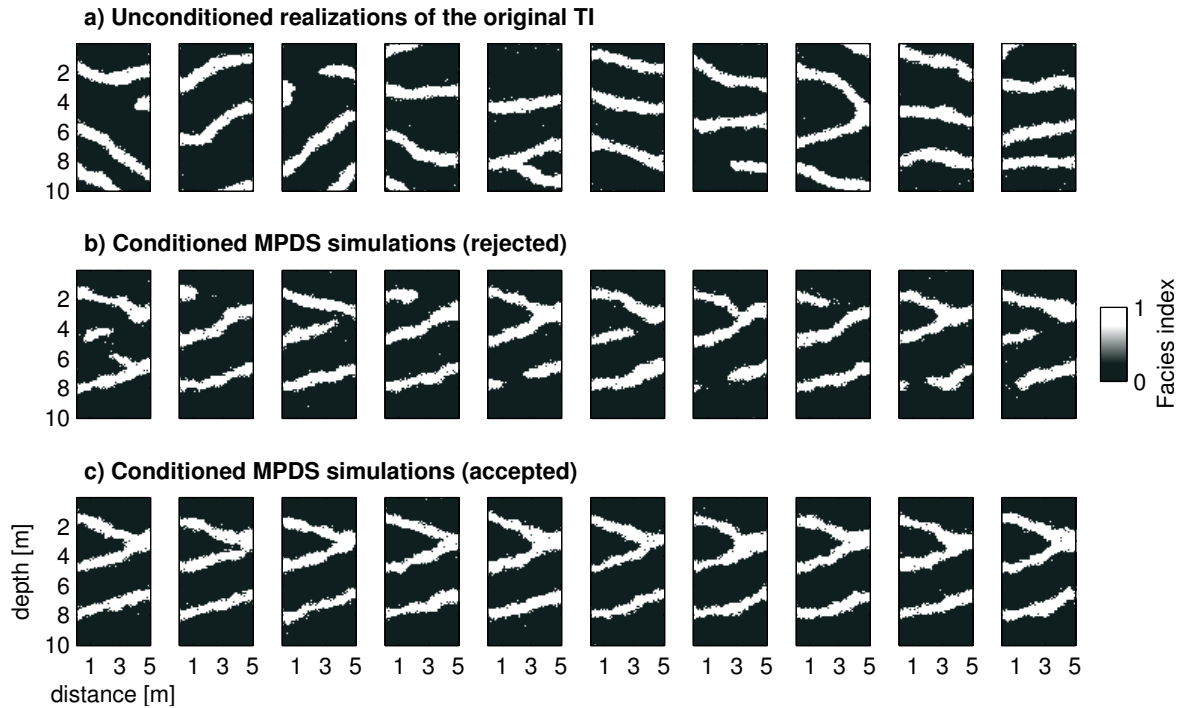 a) Unconditioned realizations of the original TI
2
4
6
8
10
b) Conditioned MPDS simulations (rejected)
2
4
6
8
10
1
0
Facies index
c) Conditioned MPDS simulations (accepted)
2
4
6
8
10
depth [m]
1 3 5 1 3 5 1 3 5 1 3 5 1 3 5 1 3 5 1 3 5 1 3 5 1 3 5 1 3 5
distance [m]